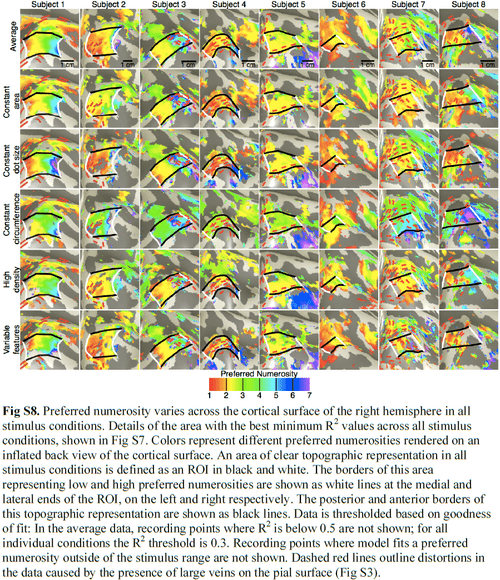 Subject 1 Subject 2 Subject 3 Subject 4 Subject 5 Subject 6 Subject 7 Subject 8
Average
1 cm 1 cm 1 cm 1 cm 1 cm 1 cm 1 cm 1 cm
Constant
area
Constant
dot size
Constant
circumference
High
density
Variable
features
Preferred Numerosity
1 2 3 4 5 6 7
Fig S8. Preferred numerosity varies across the cortical surface of the right hemisphere in all
stimulus conditions. Details of the area with the best minimum R² values across all stimulus
conditions, shown in Fig S7. Colors represent different preferred numerosities rendered on an
inflated back view of the cortical surface. An area of clear topographic representation in all
stimulus conditions is defined as an ROI in black and white. The borders of this area
representing low and high preferred numerosities are shown as white lines at the medial and
lateral ends of the ROI, on the left and right respectively. The posterior and anterior borders of
this topographic representation are shown as black lines. Data is thresholded based on goodness
of fit: In the average data, recording points where R² is below 0.5 are not shown; for all
individual conditions the R² threshold is 0.3. Recording points where model fits a preferred
numerosity outside of the stimulus range are not shown. Dashed red lines outline distortions in
the data caused by the presence of large veins on the pial surface (Fig S3).